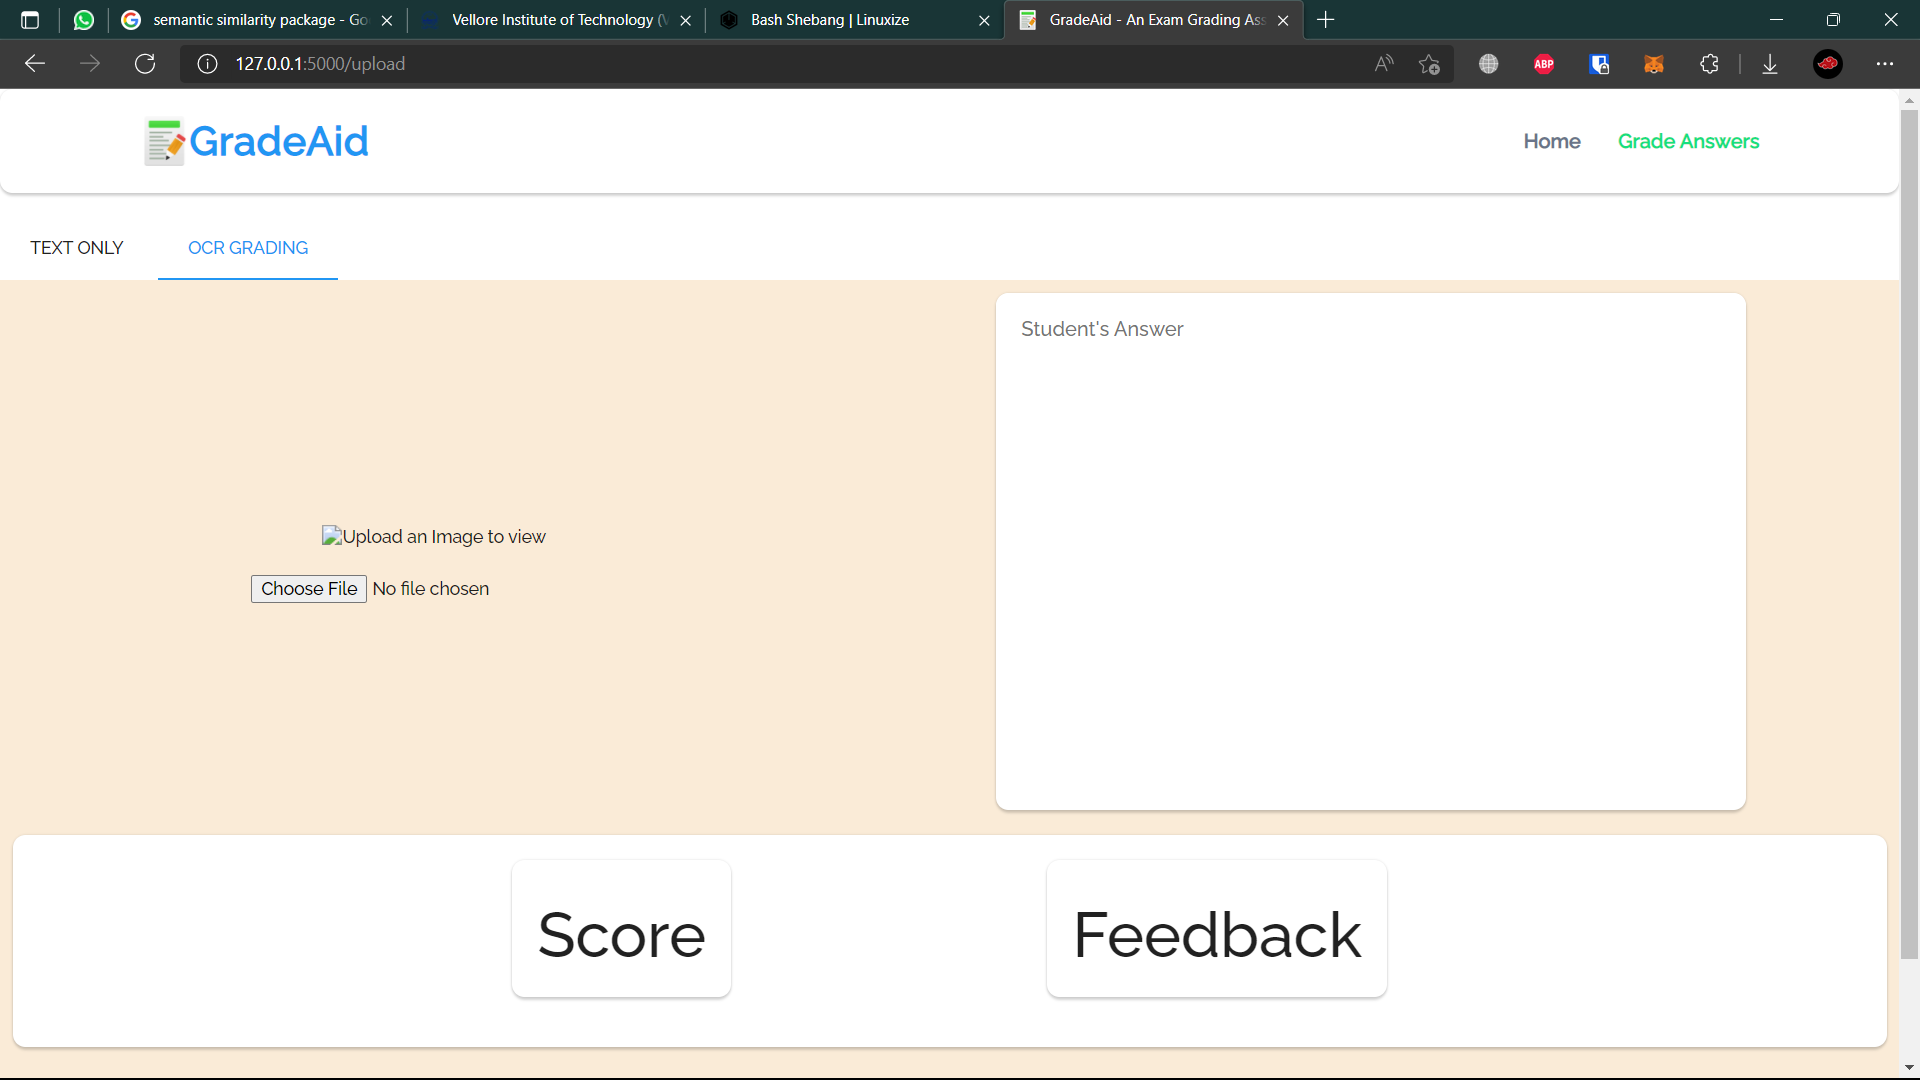 semantic similarity package - Go
Vellore Institute of Technology (V
Bash Shebang | Linuxize
GradeAid - An Exam Grading Ass
127.0.0.1:5000/upload
A
ABP
GradeAid
Home
Grade Answers
TEXT ONLY
OCR GRADING
Student's Answer
Upload an Image to view
Choose File No file chosen
Score
Feedback